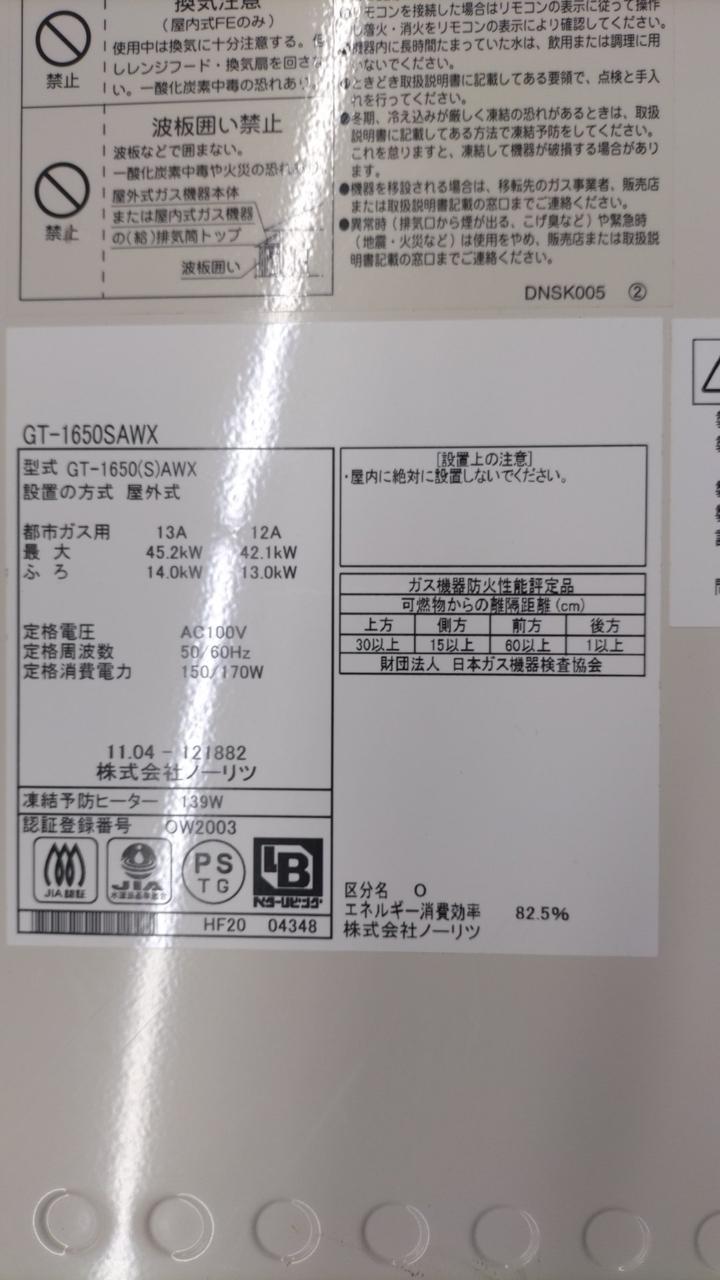 換気注意
(屋内式FEのみ)
使用中は換気に十分注意する。
しレンジフード・換気扇を回さな
い。一酸化炭素中毒の恐れあり。
禁止
波板囲い禁止
波板などで囲まない。
一酸化炭素中毒や火災の恐れ
屋外式ガス機器本体
または屋内式ガス機器
の(給)排気筒トップ
波板囲い
禁止
リモコンを接続した場合はリモコンの表示に従って操作
し着火・消火をリモコンの表示により確認してください。
機器内に長時間たまっていた水は、飲用または調理に用
いないでください。
ときどき取扱説明書に記載してある要領で、点検と手入
れを行ってください。
●冬期、冷え込みが厳しく凍結の恐れがあるときは、取扱
説明書に記載してある方法で凍結予防をしてください。
これを怠りますと、凍結して機器が破損する場合があり
ます。
●機器を移設される場合は、移転先のガス事業者、販売店
または取扱説明書記載の窓口までご連絡ください。
●異常時(排気口から煙が出る、こげ臭など)や緊急時
(地震・火災など)は使用をやめ、販売店または取扱説
明書記載の窓口までご連絡ください。
DNSK005 ②
GT-1650SAWX
型式 GT-1650(S)AWX
設置の方式 屋外式
都市ガス用 13A 12A
最大 45.2kW 42.1kW
ふろ 14.0kW 13.0kW
定格電圧 AC100V
定格周波数 50/60Hz
定格消費電力 150/170W
11.04 - 121882
株式会社ノーリツ
凍結予防ヒーター 139W
認証登録番号 OW2003
JIA認証
JIA
PS
TG
LB
ベターリビング
HF20 04348
[設置上の注意]
・屋内に絶対に設置しないでください。
ガス機器防火性能評定品
可燃物からの離隔距離(cm)
上方 側方 前方 後方
30以上 15以上 60以上 1以上
財団法人 日本ガス機器検査協会
区分名 O
エネルギー消費効率 82.5%
株式会社ノーリツ